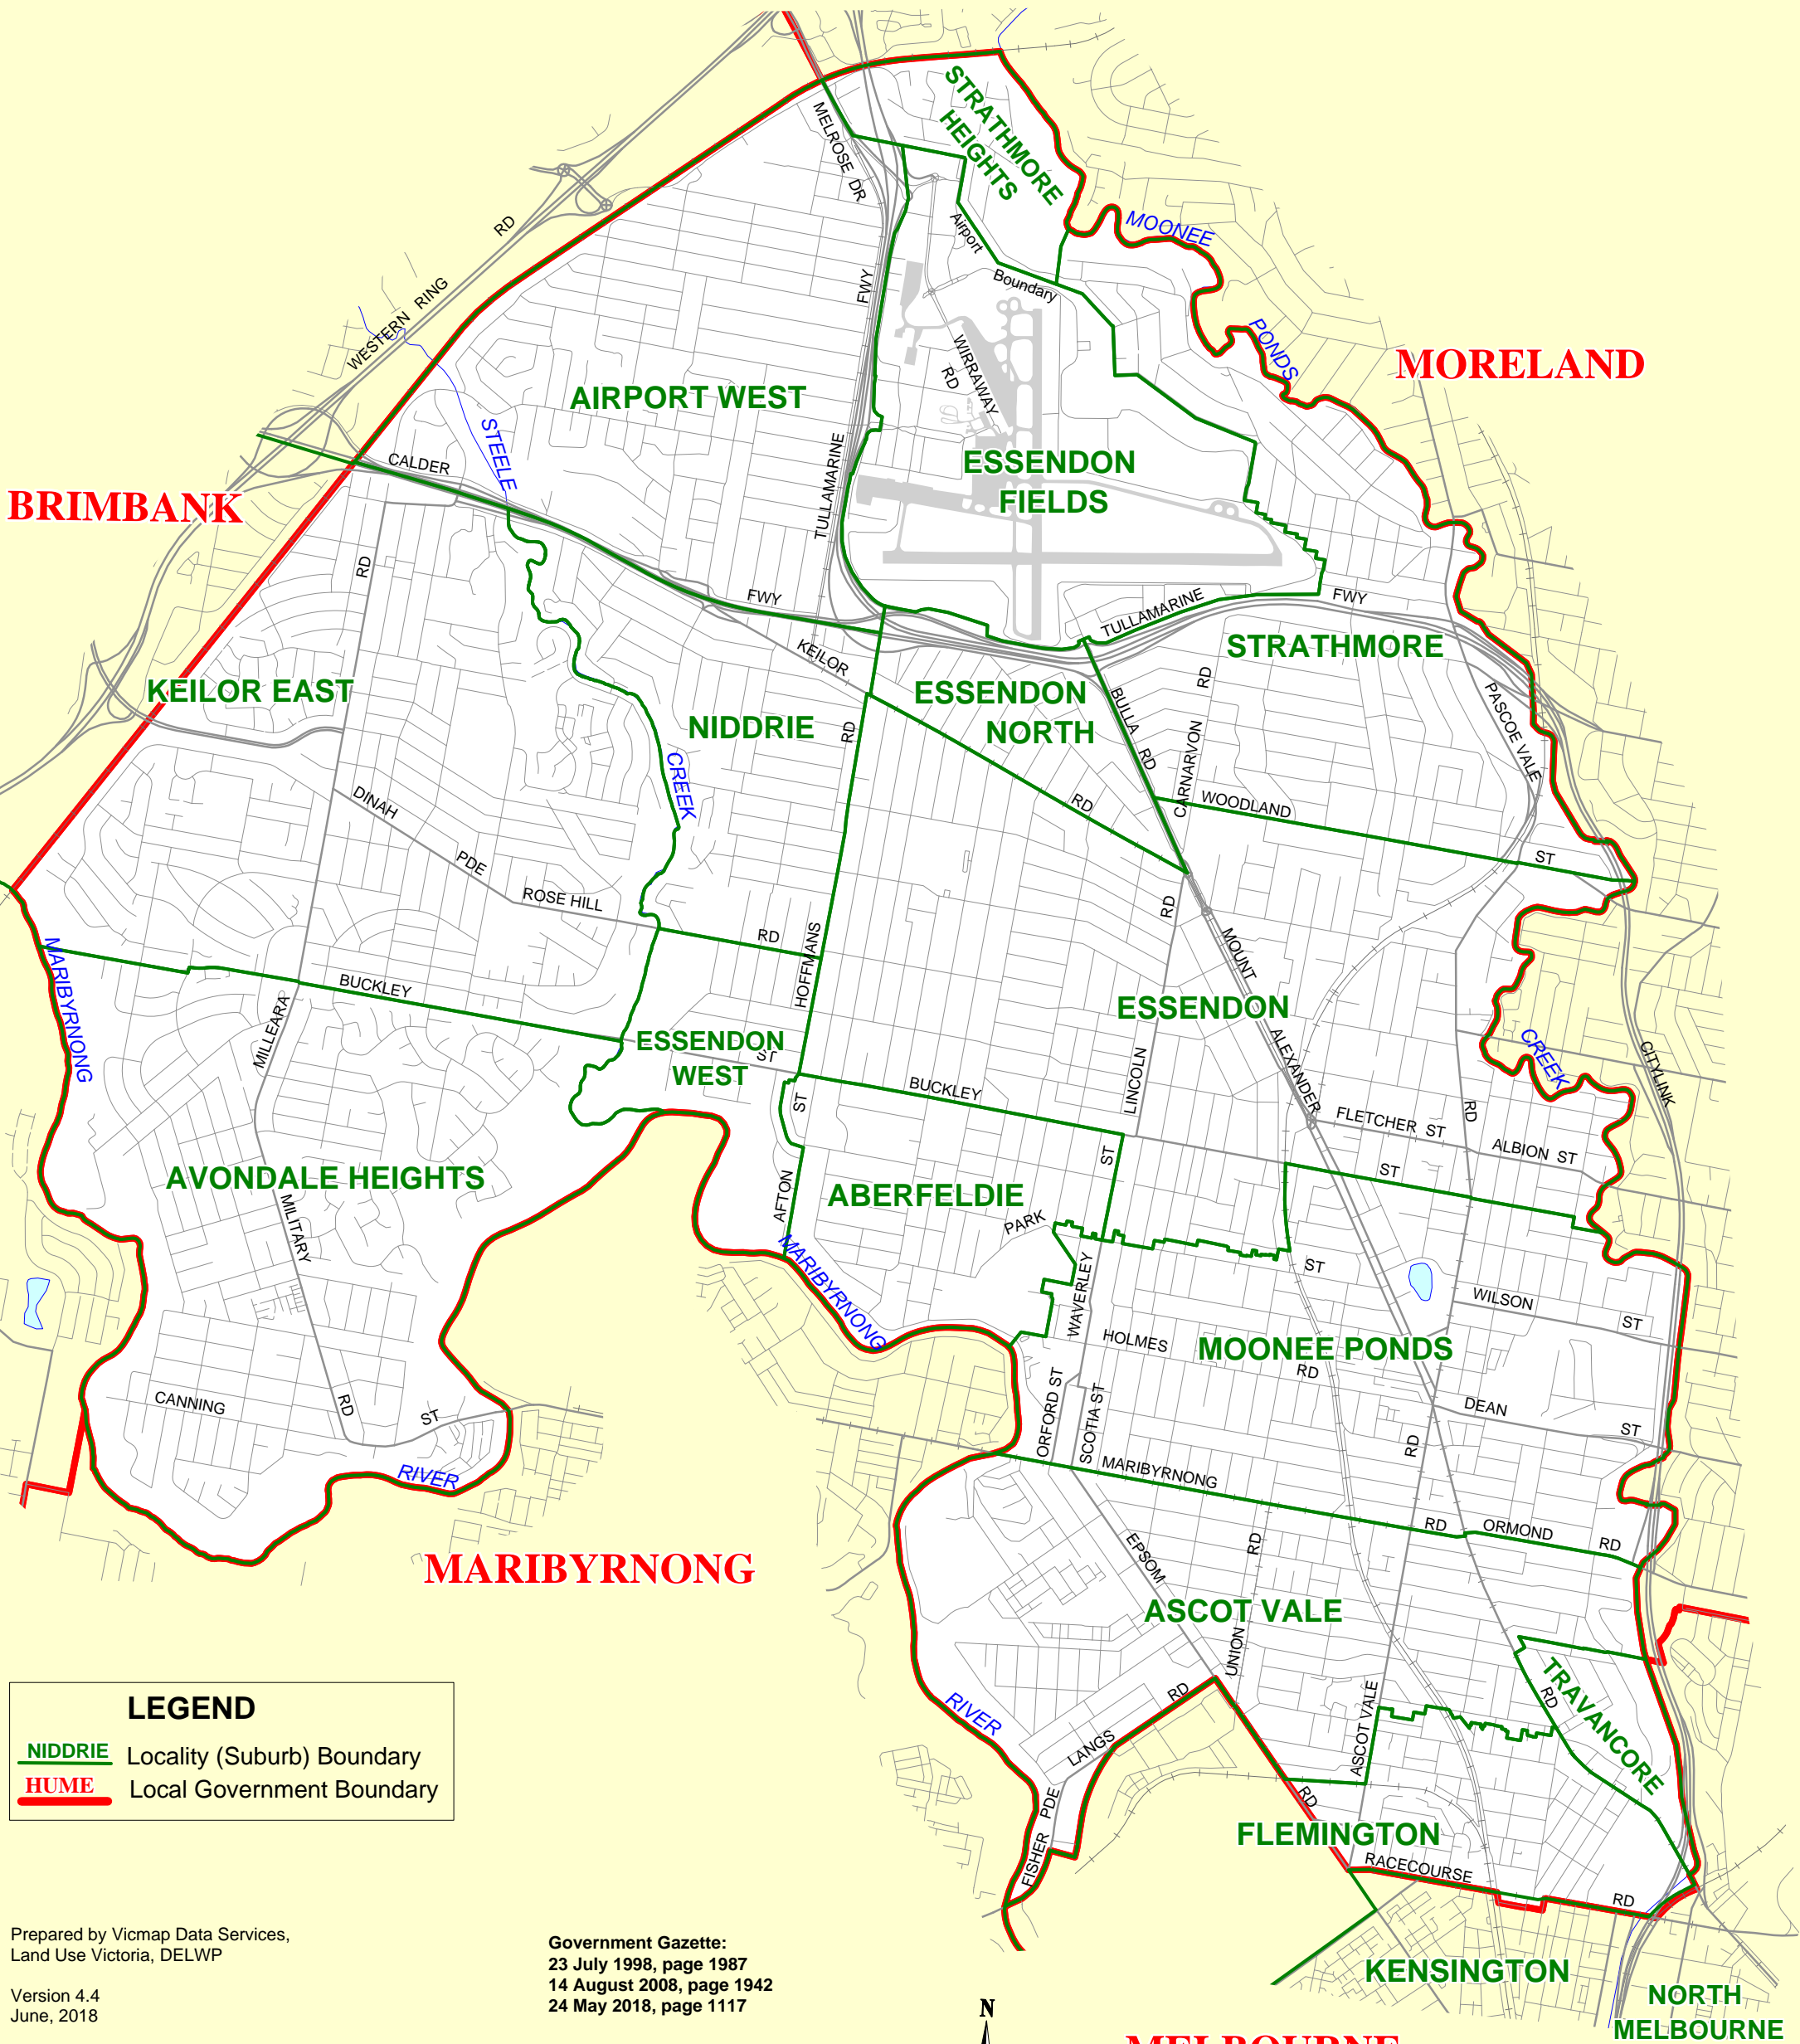 STRATHMORE
HEIGHTS
MELROSE DR
MOONEE
PONDS
RD
WESTERN RING
Airport
Boundary
FWY
WIRRAWAY
RD
MORELAND
AIRPORT WEST
STEELE
CALDER
TULLAMARINE
ESSENDON
FIELDS
BRIMBANK
RD
FWY
TULLAMARINE
FWY
KEILOR
STRATHMORE
KEILOR EAST
NIDDRIE
RD
ESSENDON
NORTH
BULLA RD
RD
CARNARVON
PASCOE VALE
CREEK
DINAH
PDE
RD
WOODLAND
ST
ROSE HILL
RD
HOFFMANS
RD
MOUNT
MARIBYRNONG
BUCKLEY
MILLEARA
ESSENDON
WEST
ST
ESSENDON
ALEXANDER
CREEK
CITYLINK
BUCKLEY
LINCOLN
ST
FLETCHER ST
RD
ALBION ST
AVONDALE HEIGHTS
MILITARY
AFTON
ABERFELDIE
ST
ST
PARK
MARIBYRNONG
WAVERLEY
ST
WILSON
ST
HOLMES
MOONEE PONDS
RD
CANNING
RD
ST
ORFORD ST
SCOTIA ST
RD
DEAN
ST
RIVER
MARIBYRNONG
RD
ORMOND
RD
MARIBYRNONG
EPSOM
RD
ASCOT VALE
UNION
TRAVANCORE
RD
RD
RIVER
LANGS
ASCOT VALE
LEGEND
NIDDRIE Locality (Suburb) Boundary
HUME Local Government Boundary
FISHER PDE
RD
FLEMINGTON
RACECOURSE
RD
Prepared by Vicmap Data Services,
Land Use Victoria, DELWP
Version 4.4
June, 2018
Government Gazette:
23 July 1998, page 1987
14 August 2008, page 1942
24 May 2018, page 1117
KENSINGTON
NORTH
MELBOURNE
N
MELBOURNE